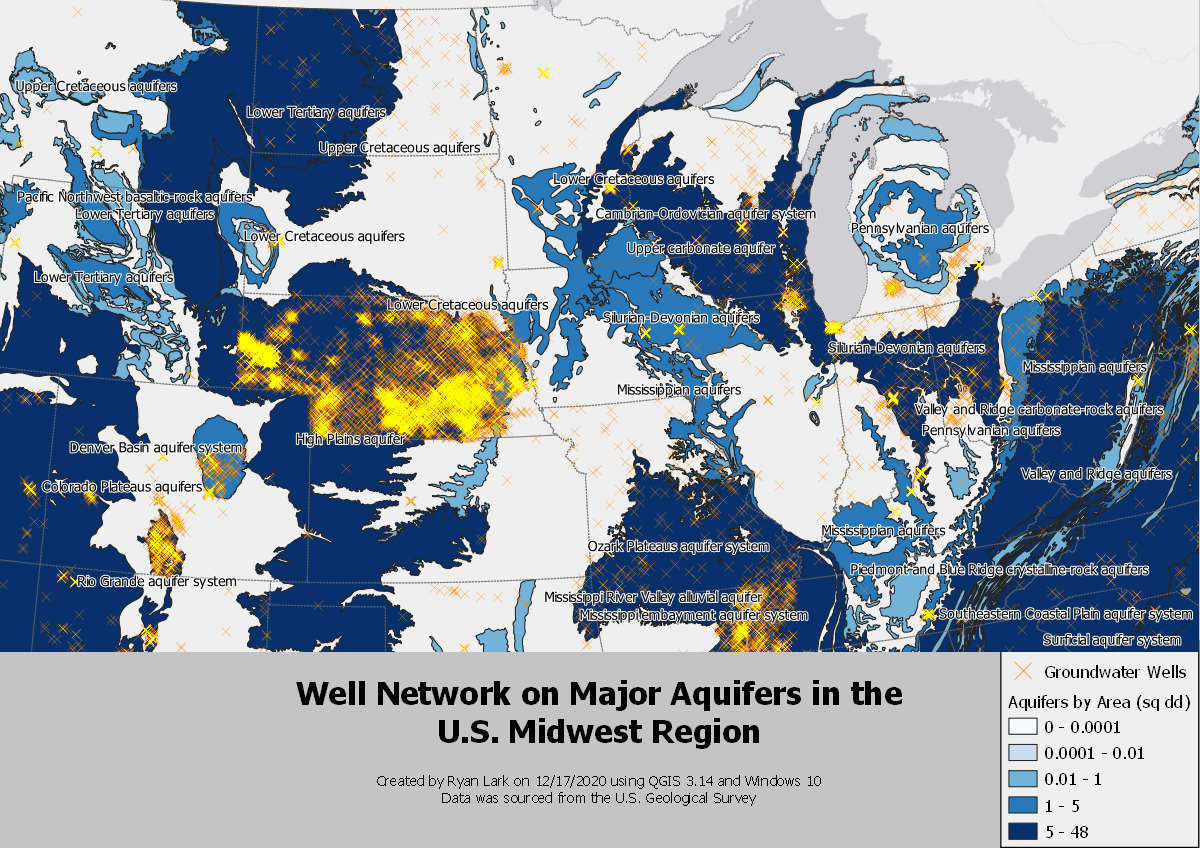 Upper Cretaceous aquifers
Lower Tertiary aquifers
Upper Cretaceous aquifers
Lower Cretaceous aquifers
Pacific Northwest basaltic-rock aquifers
Lower Tertiary aquifers
Cambrian-Ordovician aquifer system
Pennsylvanian aquifers
Lower Cretaceous aquifers
Upper carbonate aquifer
Lower Tertiary aquifers
Lower Cretaceous aquifers
Silurian-Devonian aquifers
Silurian-Devonian aquifers
Mississippian aquifers
Mississippian aquifers
Valley and Ridge carbonate-rock aquifers
Pennsylvanian aquifers
High Plains aquifer
Denver Basin aquifer system
Valley and Ridge aquifers
Colorado Plateaus aquifers
Mississippian aquifers
Ozark Plateaus aquifer system
Piedmont and Blue Ridge crystalline-rock aquifers
Rio Grande aquifer system
Mississippi River Valley alluvial aquifer
Mississippi embayment aquifer system
Southeastern Coastal Plain aquifer system
Surficial aquifer system
Well Network on Major Aquifers in the
U.S. Midwest Region
Created by Ryan Lark on 12/17/2020 using QGIS 3.14 and Windows 10
Data was sourced from the U.S. Geological Survey
Groundwater Wells
Aquifers by Area (sq dd)
0 - 0.0001
0.0001 - 0.01
0.01 - 1
1 - 5
5 - 48